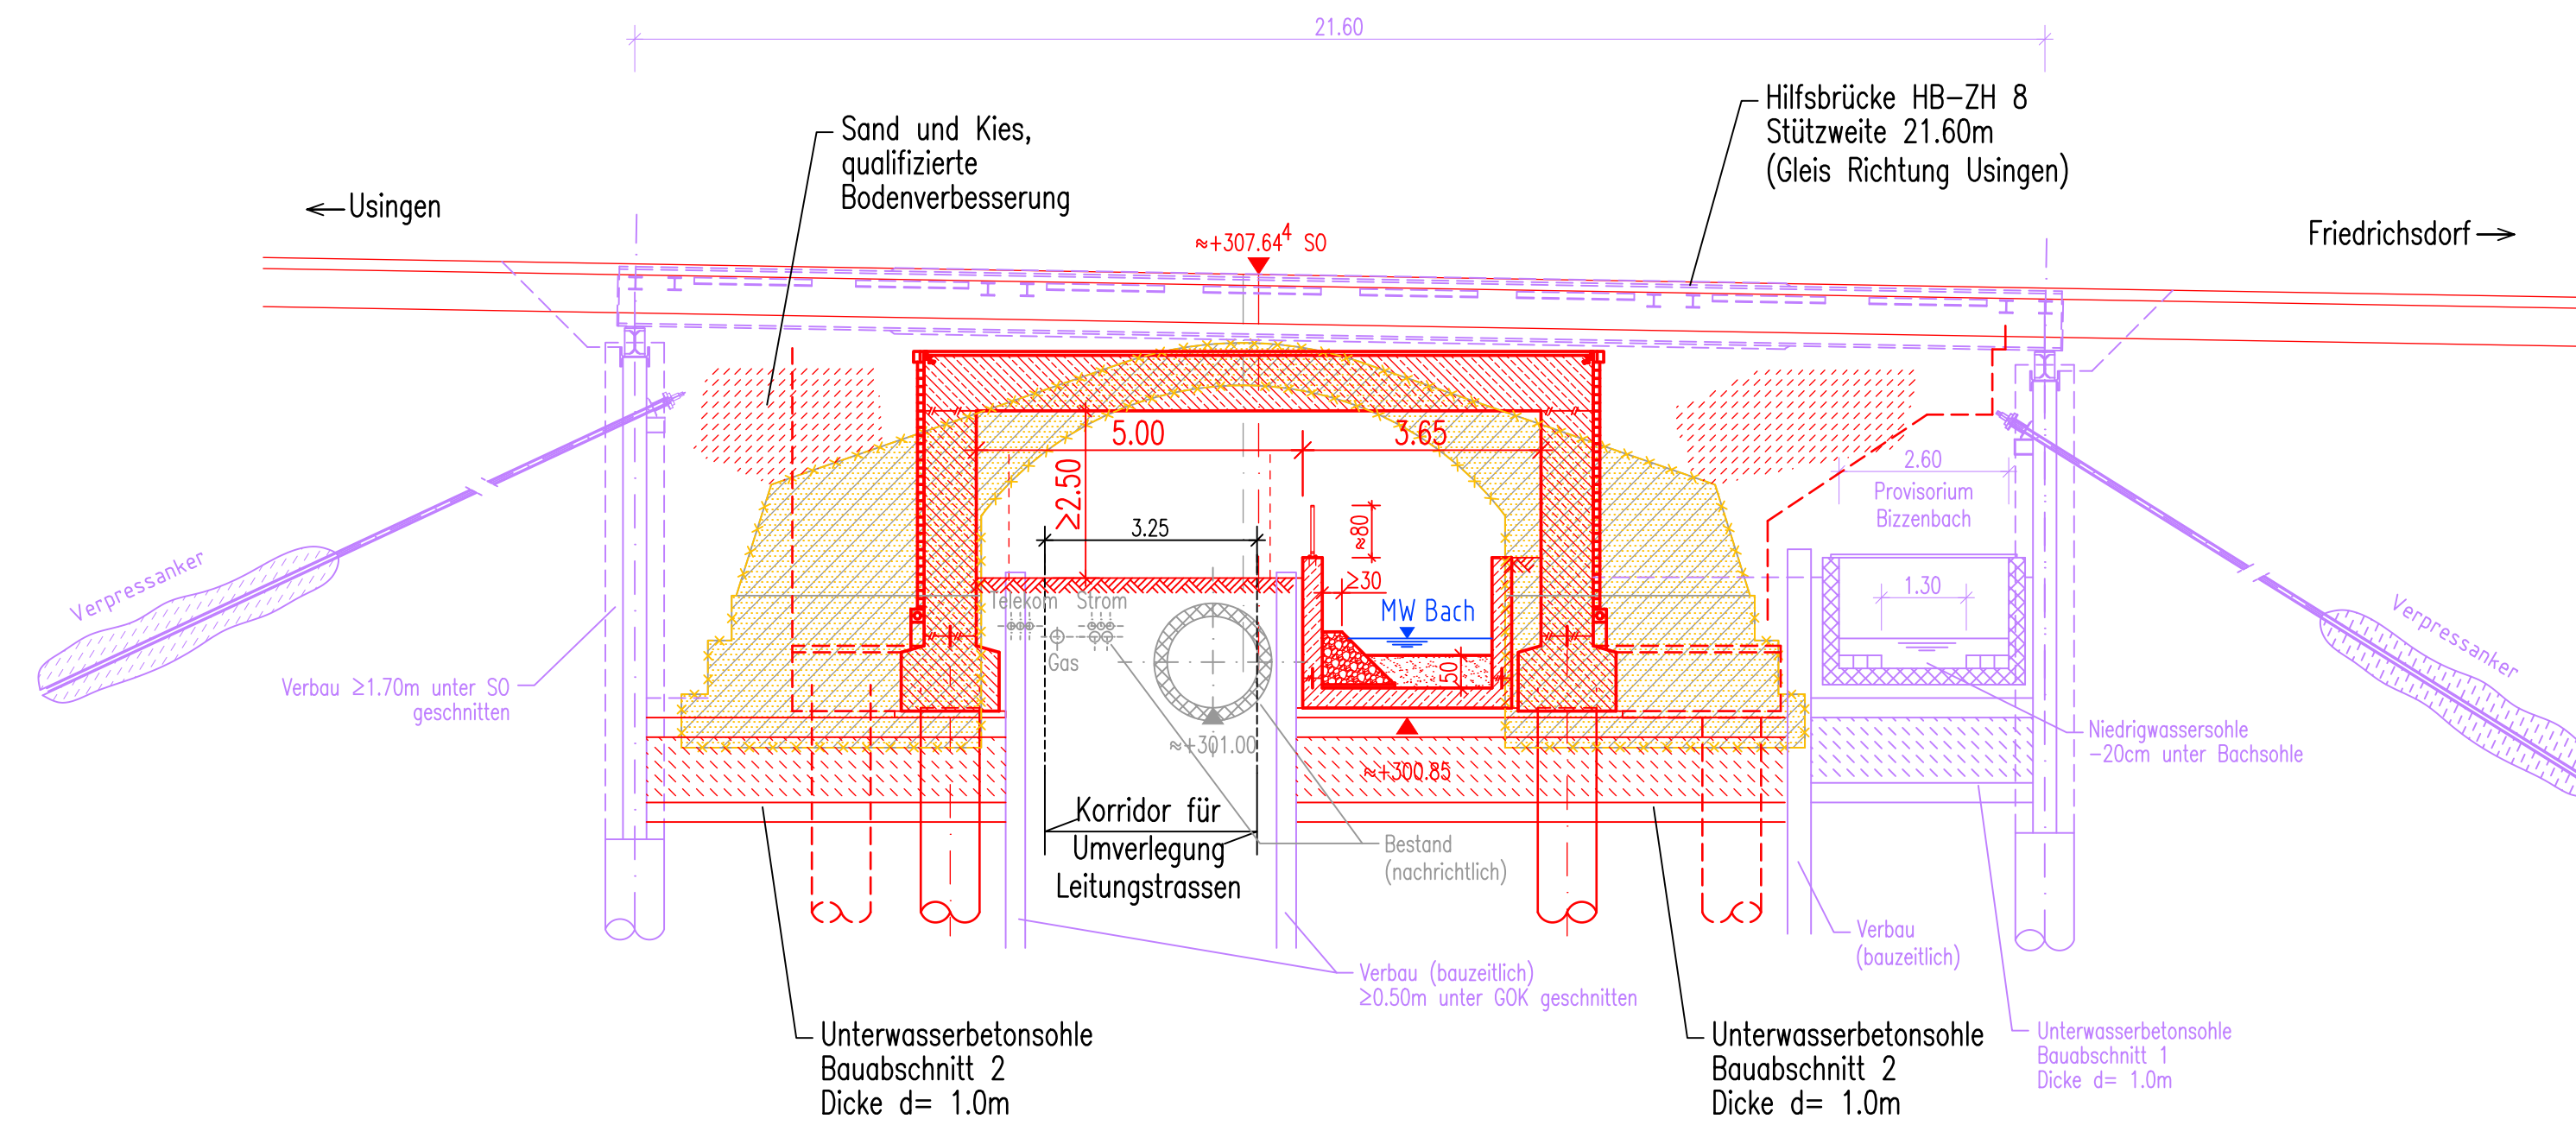 21.60
Hilfsbrücke HB-ZH 8
Stützweite 21.60m
(Gleis Richtung Usingen)
Sand und Kies,
qualifizierte
Bodenverbesserung
←Usingen
Friedrichsdorf→
≈+307.64⁴ SO
5.00
3.65
≥2.50
3.25
≈80
≥30
MW Bach
50
2.60
Provisorium
Bizzenbach
1.30
Verpressanker
Verpressanker
Telekom
Strom
Gas
Verbau ≥1.70m unter SO
geschnitten
≈+301.00
≈+300.85
Niedrigwassersohle
-20cm unter Bachsohle
Korridor für
Umverlegung
Leitungstrassen
Bestand
(nachrichtlich)
Verbau
(bauzeitlich)
Verbau (bauzeitlich)
≥0.50m unter GOK geschnitten
Unterwasserbetonsohle
Bauabschnitt 2
Dicke d= 1.0m
Unterwasserbetonsohle
Bauabschnitt 2
Dicke d= 1.0m
Unterwasserbetonsohle
Bauabschnitt 1
Dicke d= 1.0m